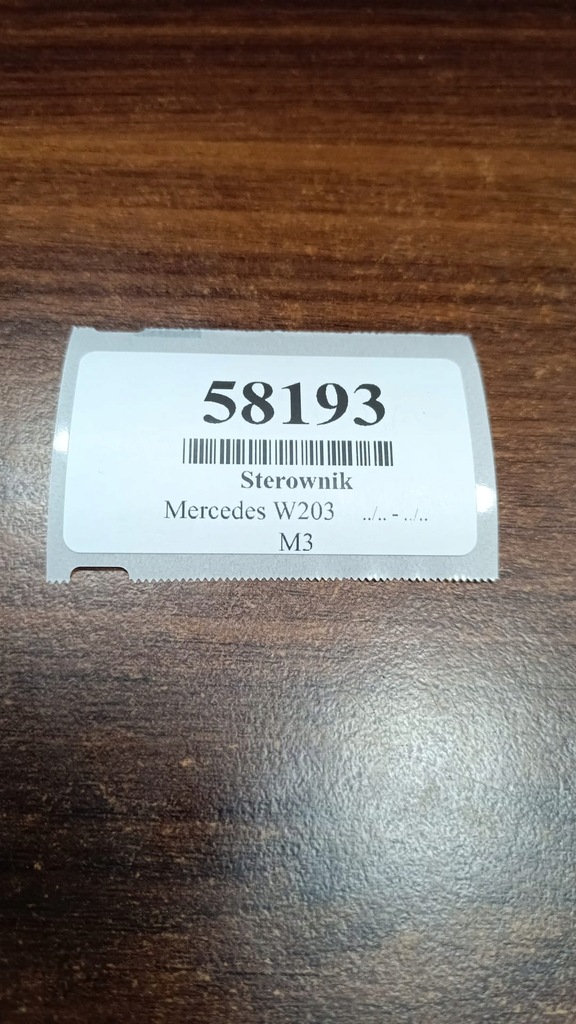 58193
Sterownik
Mercedes W203 ../.. - ../..
M3